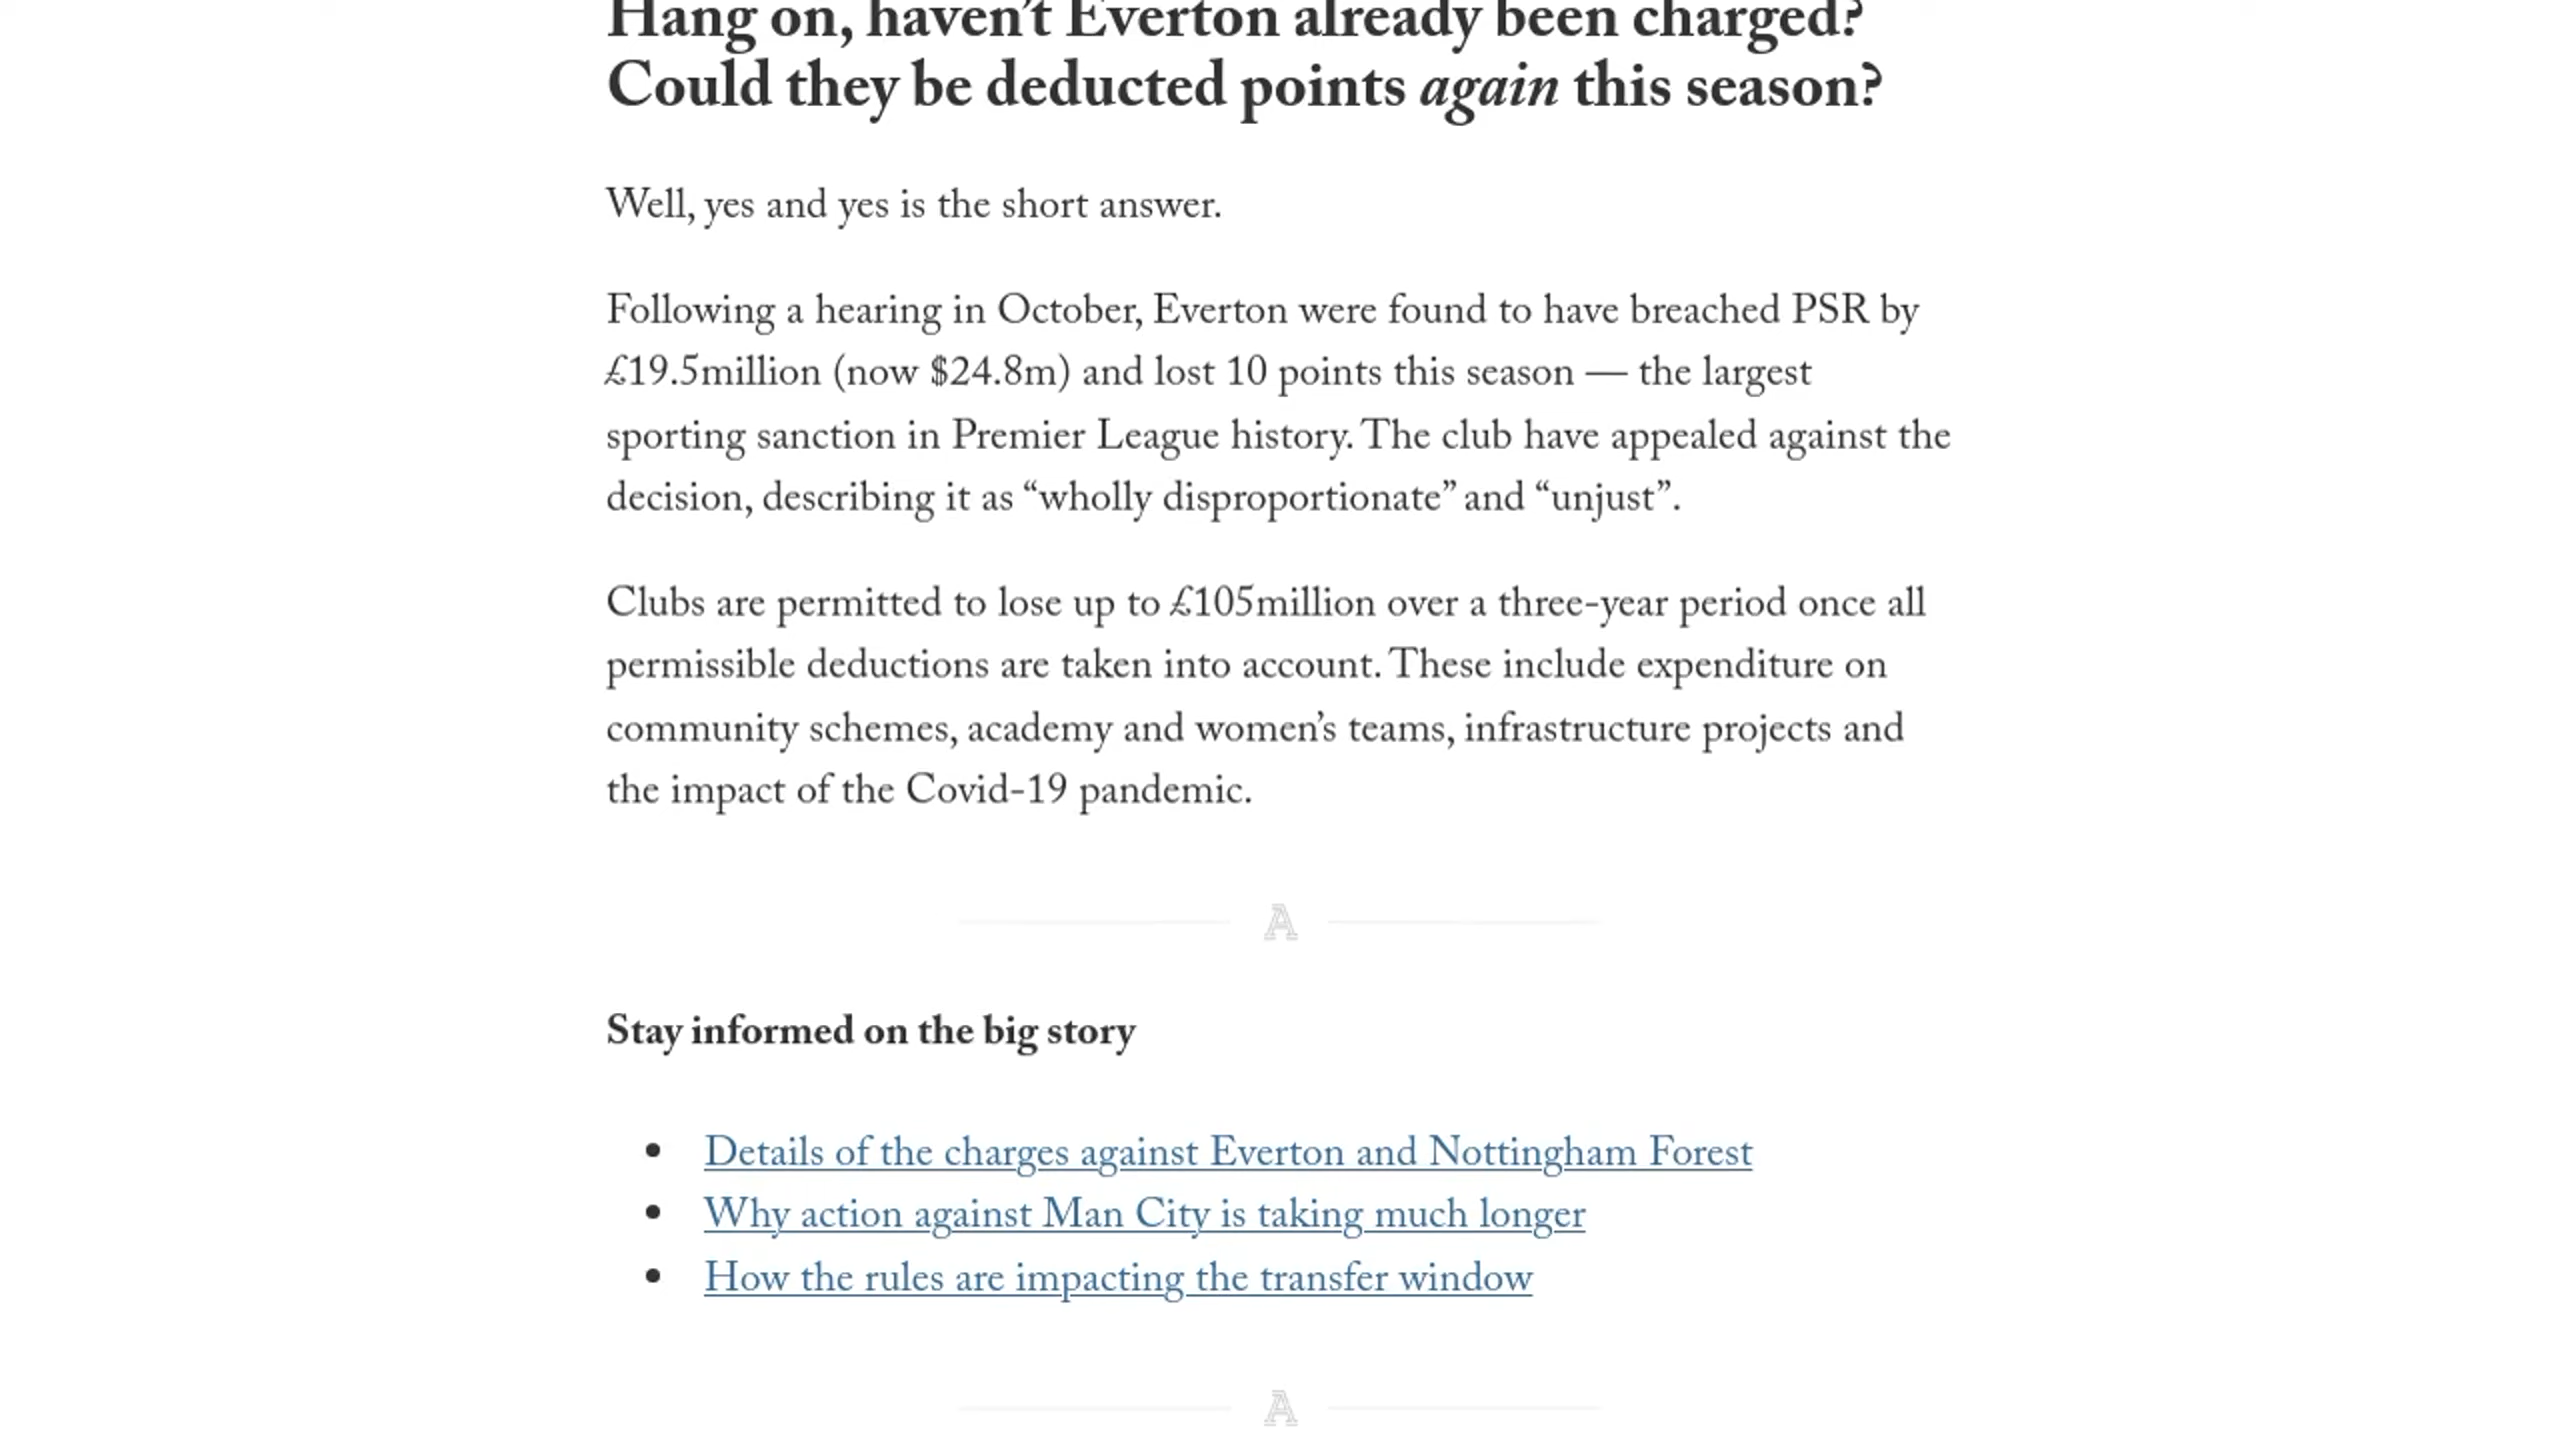 Hang on, haven't Everton already been charged?
Could they be deducted points again this season?
Well, yes and yes is the short answer.
Following a hearing in October, Everton were found to have breached PSR by
£19.5million (now $24.8m) and lost 10 points this season — the largest
sporting sanction in Premier League history. The club have appealed against the
decision, describing it as “wholly disproportionate” and “unjust”.
Clubs are permitted to lose up to £105million over a three-year period once all
permissible deductions are taken into account. These include expenditure on
community schemes, academy and women’s teams, infrastructure projects and
the impact of the Covid-19 pandemic.
A
Stay informed on the big story
• Details of the charges against Everton and Nottingham Forest
• Why action against Man City is taking much longer
• How the rules are impacting the transfer window
A